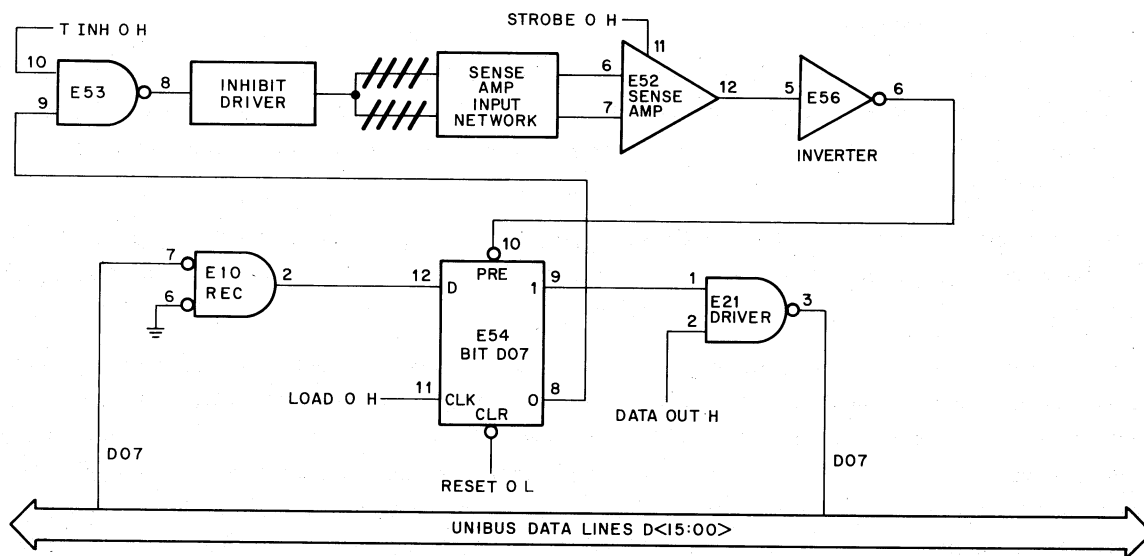 STROBE 0 H
T INH 0 H
11
10
E53
8
INHIBIT
DRIVER
SENSE
AMP
INPUT
NETWORK
6
E52
SENSE
AMP
12
5
E56
6
9
7
INVERTER
10
7
E10
REC
2
12
D
PRE
1
9
1
E21
DRIVER
3
6
2
E54
BIT D07
LOAD 0 H
11
CLK
0
8
CLR
DATA OUT H
D07
D07
RESET 0 L
UNIBUS DATA LINES D<15:00>